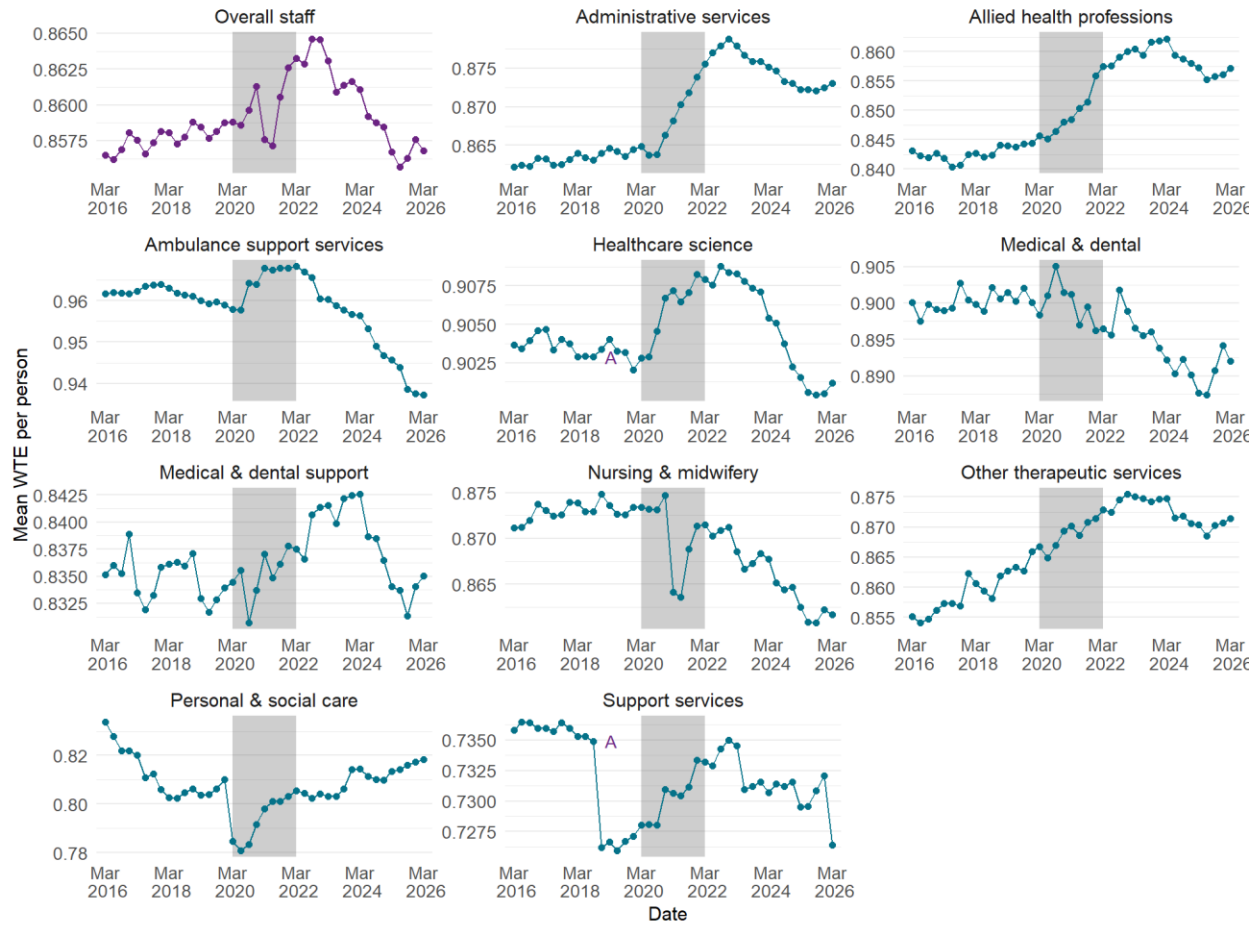 Mean WTE per person
Overall staff
0.8650
0.8625
0.8600
0.8575
Mar Mar Mar Mar Mar Mar
2016 2018 2020 2022 2024 2026
Administrative services
0.875
0.870
0.865
Mar Mar Mar Mar Mar Mar
2016 2018 2020 2022 2024 2026
Allied health professions
0.860
0.855
0.850
0.845
0.840
Mar Mar Mar Mar Mar Mar
2016 2018 2020 2022 2024 2026
Ambulance support services
0.96
0.95
0.94
Mar Mar Mar Mar Mar Mar
2016 2018 2020 2022 2024 2026
Healthcare science
0.9075
0.9050
0.9025
A
Mar Mar Mar Mar Mar Mar
2016 2018 2020 2022 2024 2026
Medical & dental
0.905
0.900
0.895
0.890
Mar Mar Mar Mar Mar Mar
2016 2018 2020 2022 2024 2026
Medical & dental support
0.8425
0.8400
0.8375
0.8350
0.8325
Mar Mar Mar Mar Mar Mar
2016 2018 2020 2022 2024 2026
Nursing & midwifery
0.875
0.870
0.865
Mar Mar Mar Mar Mar Mar
2016 2018 2020 2022 2024 2026
Other therapeutic services
0.875
0.870
0.865
0.860
0.855
Mar Mar Mar Mar Mar Mar
2016 2018 2020 2022 2024 2026
Personal & social care
0.82
0.80
0.78
Mar Mar Mar Mar Mar Mar
2016 2018 2020 2022 2024 2026
Support services
0.7350
0.7325
0.7300
0.7275
A
Mar Mar Mar Mar Mar Mar
2016 2018 2020 2022 2024 2026
Date